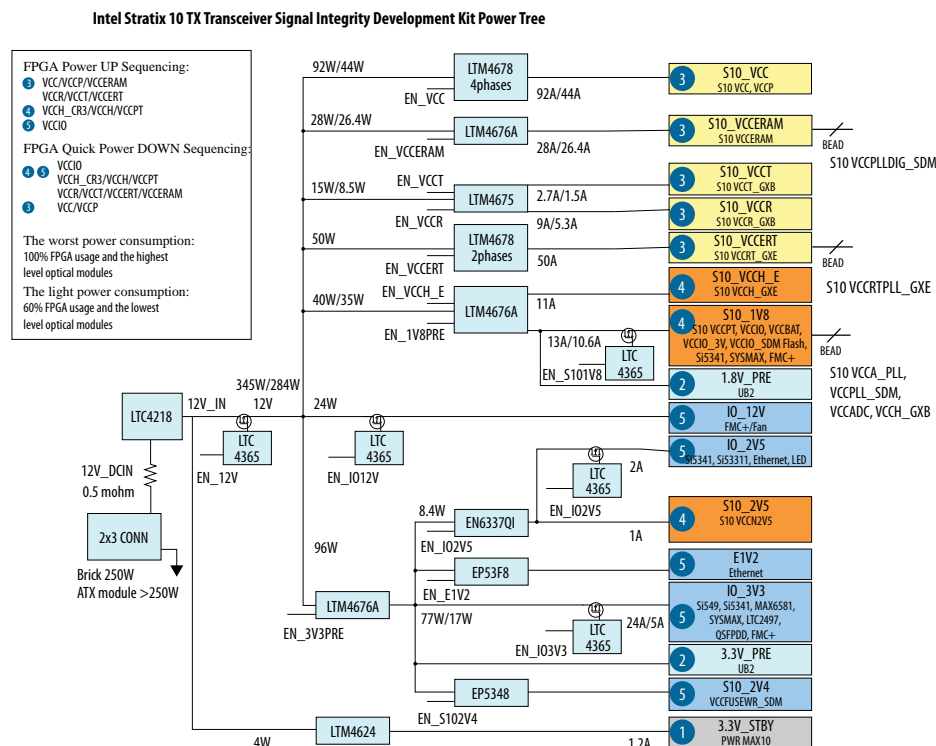 Intel Stratix 10 TX Transceiver Signal Integrity Development Kit Power Tree
FPGA Power UP Sequencing:
3 VCC/VCCP/VCCERAM
VCCR/VCCT/VCCERT
4 VCCH_CR3/VCCH/VCCPT
5 VCCIO
FPGA Quick Power DOWN Sequencing:
4 5 VCCIO
VCCH_CR3/VCCH/VCCPT
VCCR/VCCT/VCCERT/VCCERAM
3 VCC/VCCP
The worst power consumption:
100% FPGA usage and the highest
level optical modules
The light power consumption:
60% FPGA usage and the lowest
level optical modules
92W/44W
EN_VCC
LTM4678
4phases
92A/44A
3
S10_VCC
S10 VCC, VCCP
28W/26.4W
EN_VCCERAM
LTM4676A
28A/26.4A
3
S10_VCCERAM
S10 VCCERAM
BEAD
S10 VCCPLLDIG_SDM
EN_VCCT
15W/8.5W
EN_VCCR
LTM4675
2.7A/1.5A
9A/5.3A
3
S10_VCCT
S10 VCCT_GXB
3
S10_VCCR
S10 VCCR_GXB
50W
EN_VCCERT
LTM4678
2phases
50A
3
S10_VCCERT
S10 VCCRT_GXE
BEAD
S10 VCCRTPLL_GXE
EN_VCCH_E
40W/35W
EN_1V8PRE
LTM4676A
11A
4
S10_VCCH_E
S10 VCCH_GXE
13A/10.6A
LTC
4365
EN_S101V8
4
S10_1V8
S10 VCCPT, VCCIO, VCCBAT,
VCCIO_3V, VCCIO_SDM Flash,
Si5341, SYSMAX, FMC+
BEAD
S10 VCCA_PLL,
VCCPLL_SDM,
VCCADC, VCCH_GXB
2
1.8V_PRE
UB2
345W/284W
12V_IN
12V
24W
LTC4218
LTC
4365
EN_12V
LTC
4365
EN_IO12V
5
IO_12V
FMC+/Fan
5
IO_2V5
Si5341, Si53311, Ethernet, LED
12V_DCIN
0.5 mohm
2x3 CONN
Brick 250W
ATX module >250W
LTC
4365
2A
EN_IO2V5
8.4W
EN6337QI
EN_IO2V5
1A
4
S10_2V5
S10 VCCN2V5
96W
EP53F8
EN_E1V2
5
E1V2
Ethernet
LTM4676A
EN_3V3PRE
77W/17W
LTC
4365
EN_IO3V3
24A/5A
5
IO_3V3
Si549, Si5341, MAX6581,
SYSMAX, LTC2497,
QSFPDD, FMC+
2
3.3V_PRE
UB2
EP5348
EN_S102V4
5
S10_2V4
VCCFUSEWR_SDM
4W
LTM4624
1.2A
1
3.3V_STBY
PWR MAX10